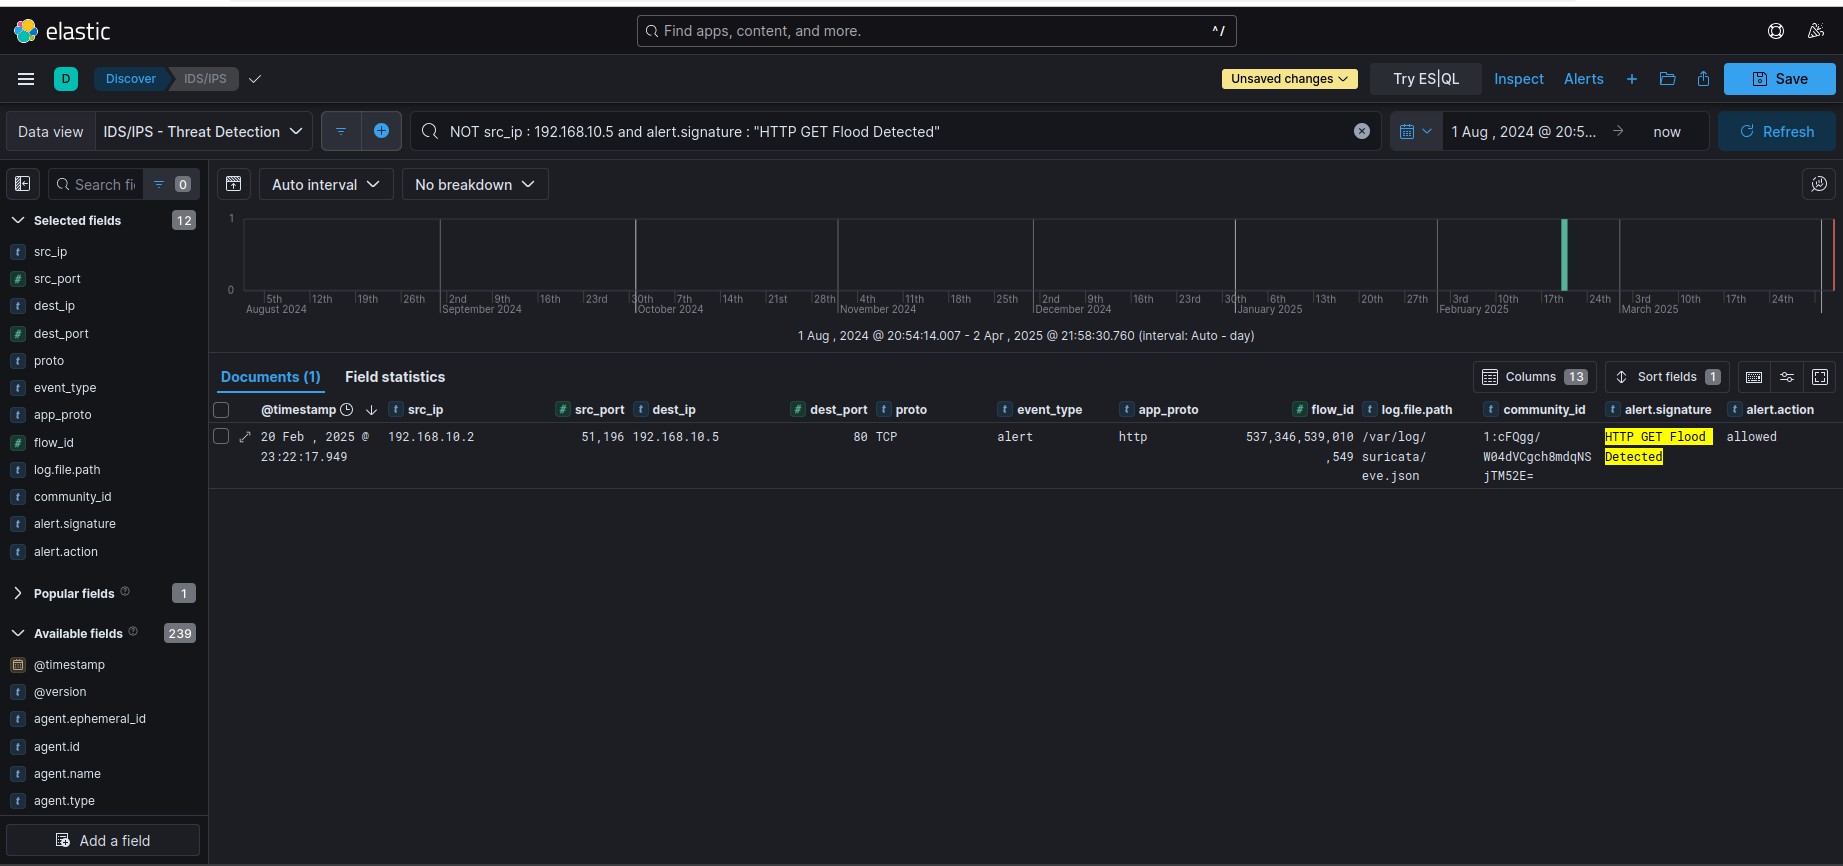 elastic
Find apps, content, and more.
^/
D
Discover
IDS/IPS
Unsaved changes
Try ES|QL
Inspect
Alerts
Save
Data view
IDS/IPS - Threat Detection
NOT src_ip : 192.168.10.5 and alert.signature : "HTTP GET Flood Detected"
1 Aug , 2024 @ 20:5...
now
Refresh
Search fi
0
Auto interval
No breakdown
Selected fields
12
t src_ip
# src_port
t dest_ip
# dest_port
t proto
t event_type
t app_proto
# flow_id
t log.file.path
t community_id
t alert.signature
t alert.action
Popular fields
1
Available fields
239
@timestamp
t @version
t agent.ephemeral_id
t agent.id
t agent.name
t agent.type
Add a field
1
0
5th 12th 19th 26th 2nd 9th 16th 23rd 30th 7th 14th 21st 28th 4th 11th 18th 25th 2nd 9th 16th 23rd 30th 6th 13th 20th 27th 3rd 10th 17th 24th 3rd 10th 17th 24th
August 2024 September 2024 October 2024 November 2024 December 2024 January 2025 February 2025 March 2025
1 Aug , 2024 @ 20:54:14.007 - 2 Apr , 2025 @ 21:58:30.760 (interval: Auto - day)
Documents (1)
Field statistics
Columns 13
Sort fields 1
@timestamp t src_ip # src_port t dest_ip # dest_port t proto t event_type t app_proto # flow_id t log.file.path t community_id t alert.signature t alert.action
20 Feb , 2025 @ 192.168.10.2 51,196 192.168.10.5 80 TCP alert http 537,346,539,010 /var/log/ 1:cFQgg/ HTTP GET Flood allowed
23:22:17.949 ,549 suricata/ W04dVCgch8mdqNS Detected
eve.json jTM52E=